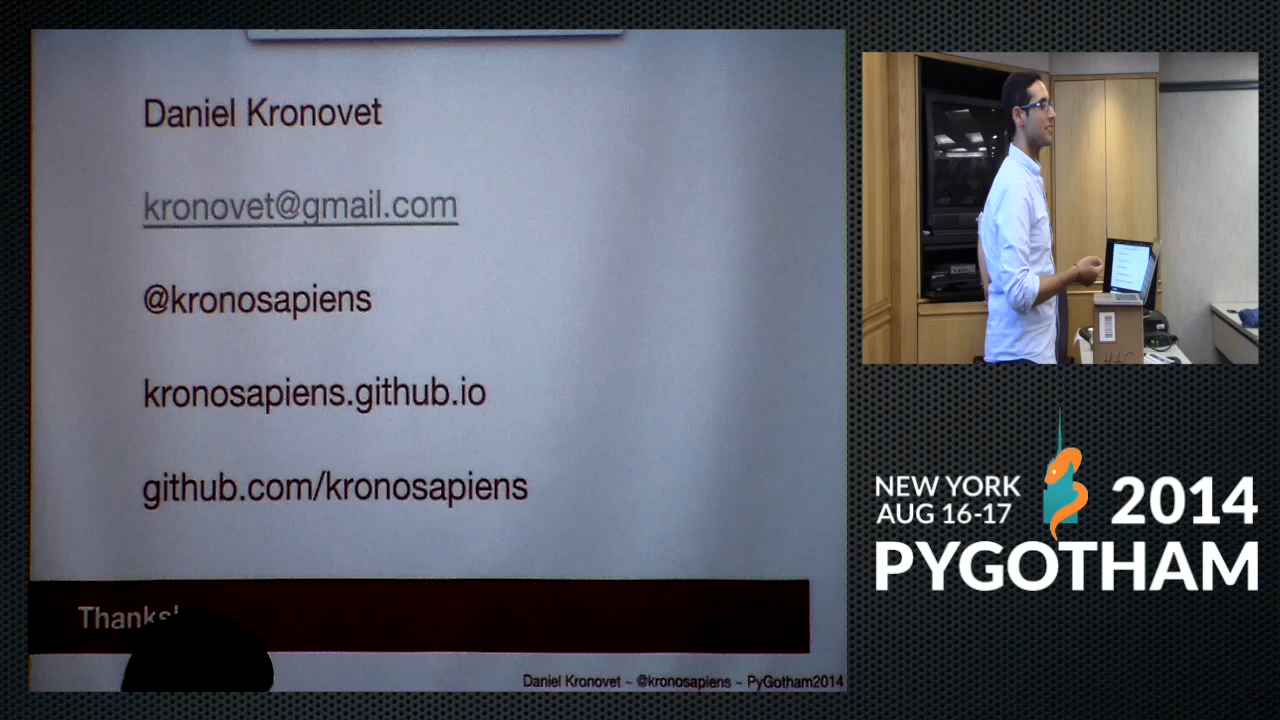 Daniel Kronovet
kronovet@gmail.com
@kronosapiens
kronosapiens.github.io
github.com/kronosapiens
Thanks!
Daniel Kronovet ~ @kronosapiens ~ PyGotham2014
NEW YORK
AUG 16-17
2014
PYGOTHAM